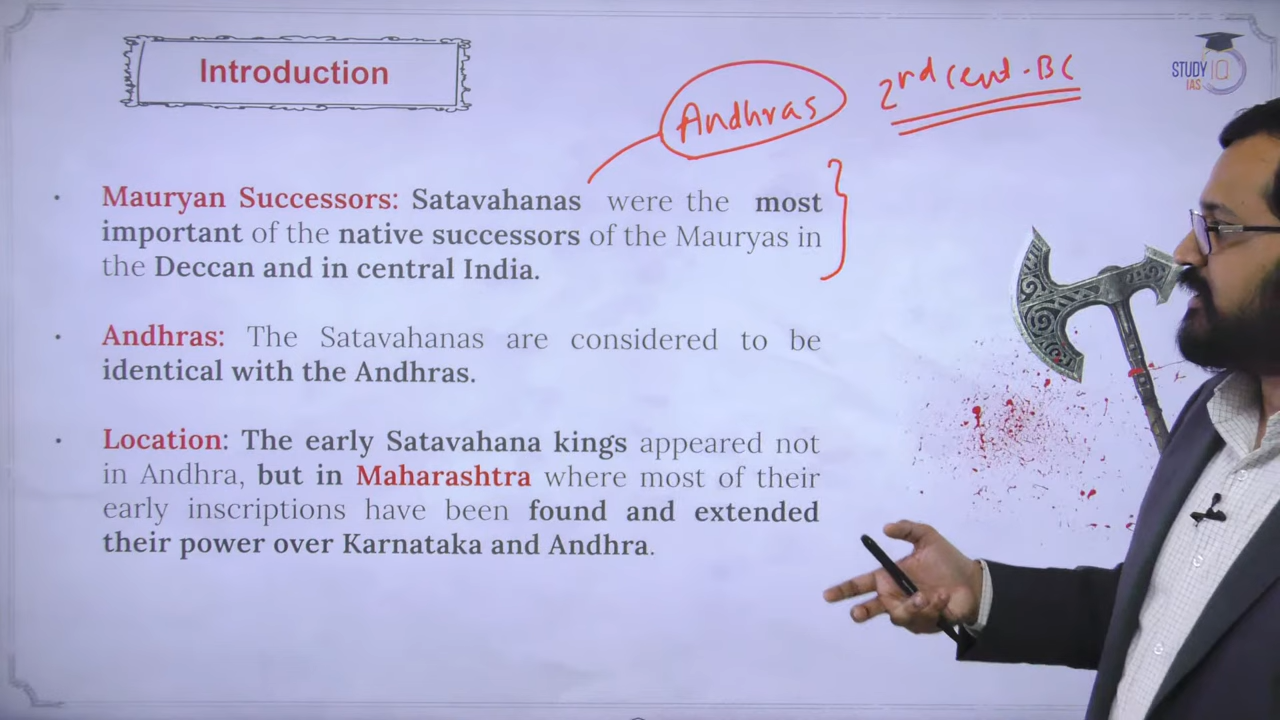 Introduction
Andhras
2nd cent. BC
STUDY IQ
IAS
• Mauryan Successors: Satavahanas were the most
important of the native successors of the Mauryas in
the Deccan and in central India.
• Andhras: The Satavahanas are considered to be
identical with the Andhras.
• Location: The early Satavahana kings appeared not
in Andhra, but in Maharashtra where most of their
early inscriptions have been found and extended
their power over Karnataka and Andhra.